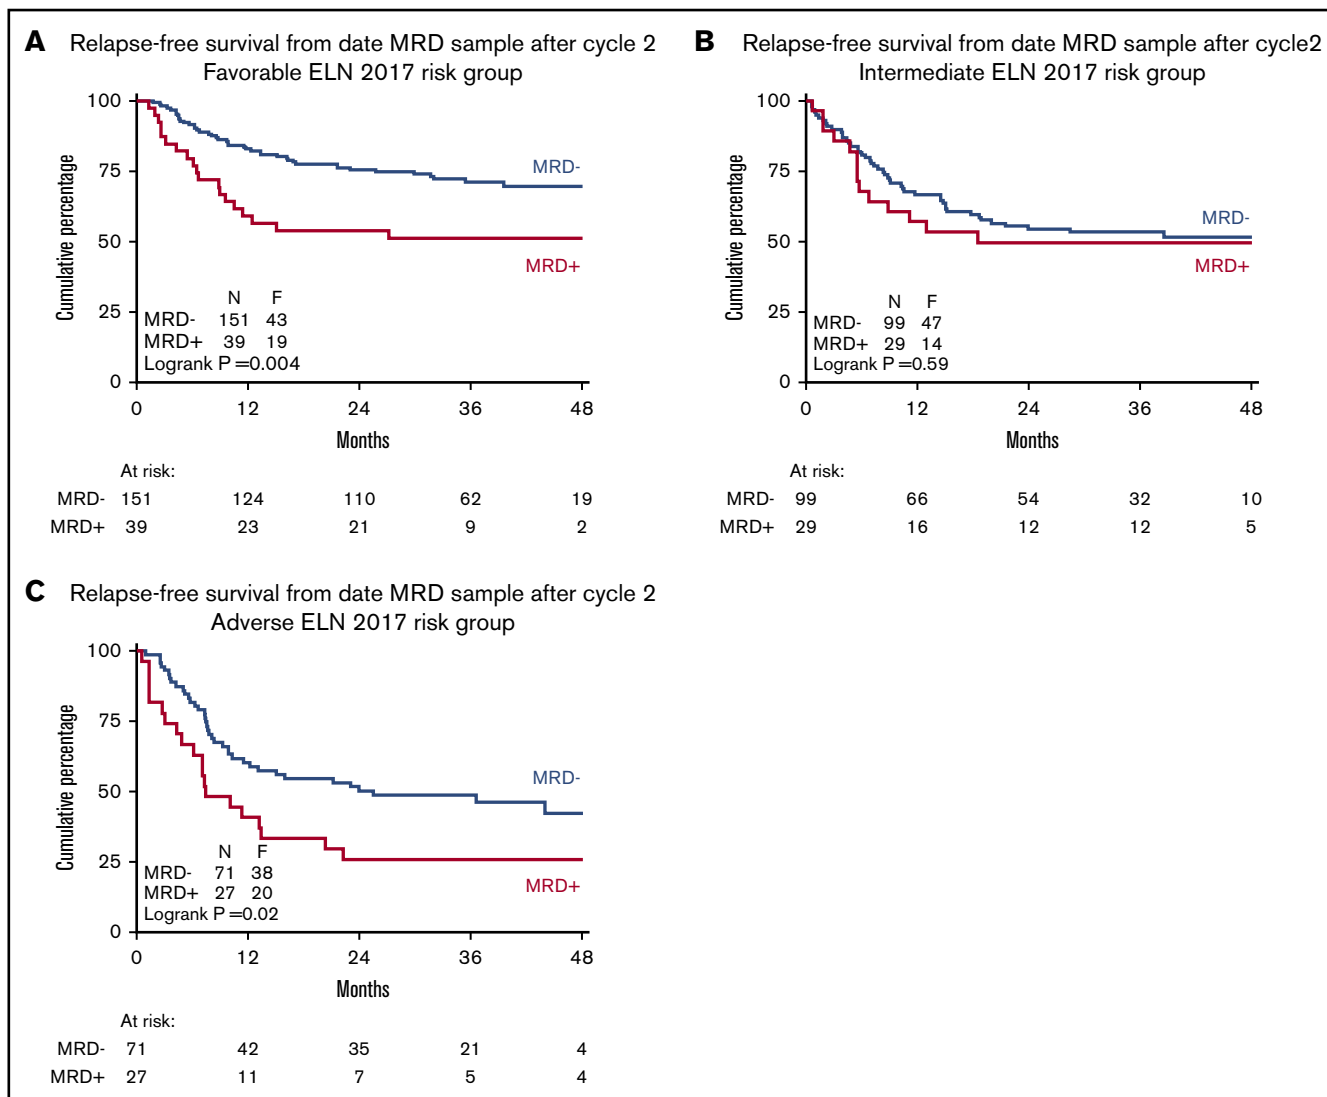 A Relapse-free survival from date MRD sample after cycle 2
Favorable ELN 2017 risk group
Cumulative percentage
100
75
50
25
0
MRD-
MRD+
N F
MRD- 151 43
MRD+ 39 19
Logrank P=0.004
0 12 24 36 48
Months
At risk:
MRD- 151 124 110 62 19
MRD+ 39 23 21 9 2
B Relapse-free survival from date MRD sample after cycle2
Intermediate ELN 2017 risk group
Cumulative percentage
100
75
50
25
0
MRD-
MRD+
N F
MRD- 99 47
MRD+ 29 14
Logrank P=0.59
0 12 24 36 48
Months
At risk:
MRD- 99 66 54 32 10
MRD+ 29 16 12 12 5
C Relapse-free survival from date MRD sample after cycle 2
Adverse ELN 2017 risk group
Cumulative percentage
100
75
50
25
0
MRD-
MRD+
N F
MRD- 71 38
MRD+ 27 20
Logrank P=0.02
0 12 24 36 48
Months
At risk:
MRD- 71 42 35 21 4
MRD+ 27 11 7 5 4